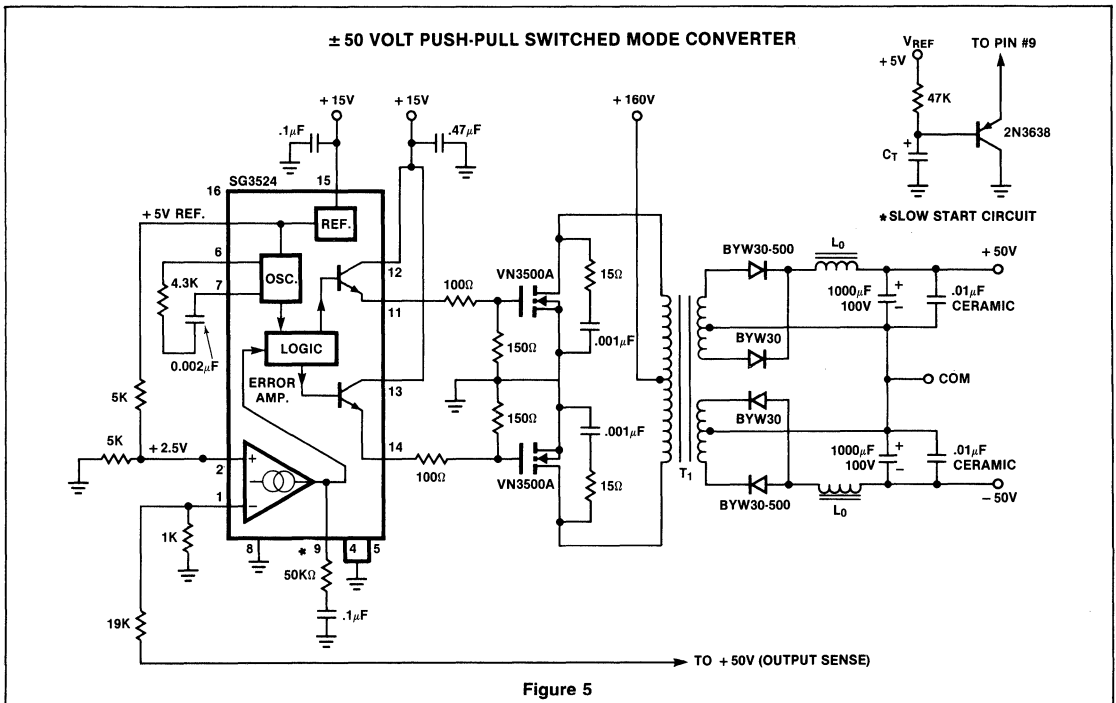 ± 50 VOLT PUSH-PULL SWITCHED MODE CONVERTER
VREF
+5V
TO PIN #9
47K
2N3638
+
CT
*SLOW START CIRCUIT
+ 15V
+ 15V
+ 160V
.1μF
.47μF
SG3524
16
15
+5V REF.
REF.
6
OSC.
4.3K
7
0.002μF
12
11
LOGIC
ERROR
AMP.
13
14
5K
5K
+ 2.5V
+
2
1
−
1K
8
*
9
4
5
50KΩ
.1μF
19K
100Ω
VN3500A
150Ω
150Ω
100Ω
VN3500A
15Ω
.001μF
.001μF
15Ω
T1
BYW30-500
L0
+ 50V
1000μF
100V
+
−
.01μF
CERAMIC
BYW30
COM
BYW30
1000μF
100V
+
−
.01μF
CERAMIC
BYW30-500
L0
− 50V
TO + 50V (OUTPUT SENSE)
Figure 5